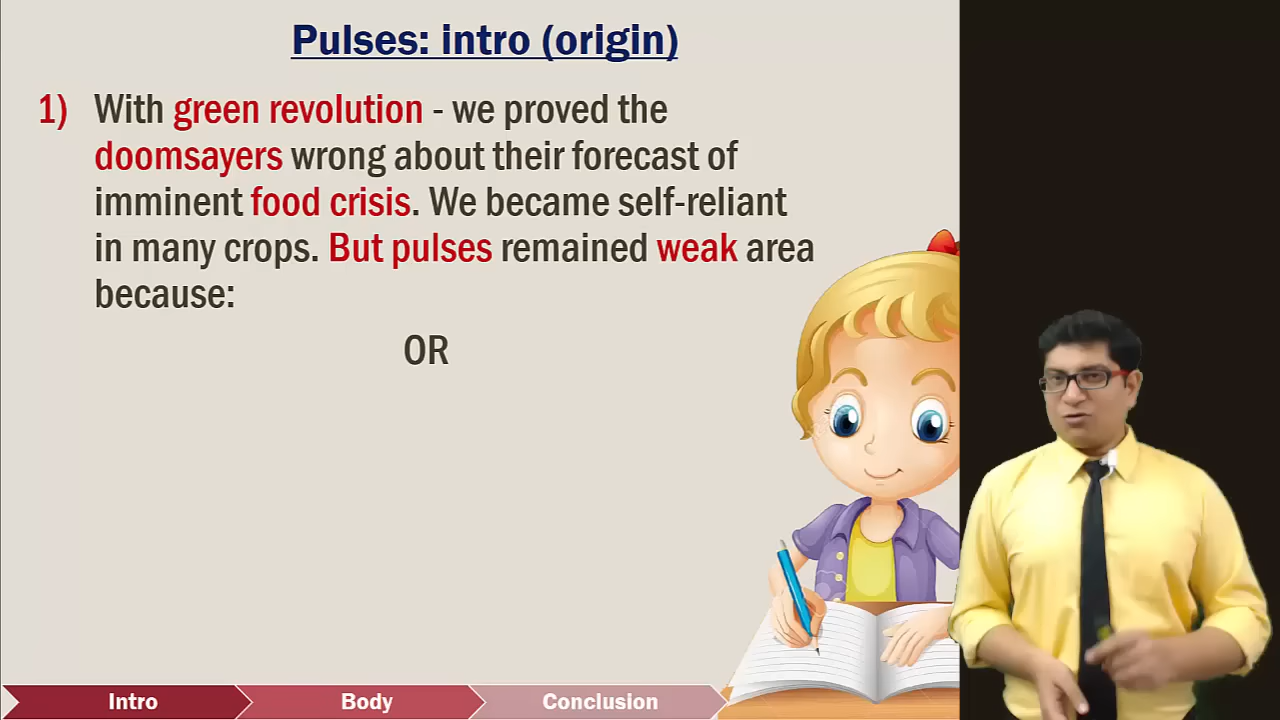 Pulses: intro (origin)
1) With green revolution - we proved the
doomsayers wrong about their forecast of
imminent food crisis. We became self-reliant
in many crops. But pulses remained weak area
because:
OR
Intro
Body
Conclusion